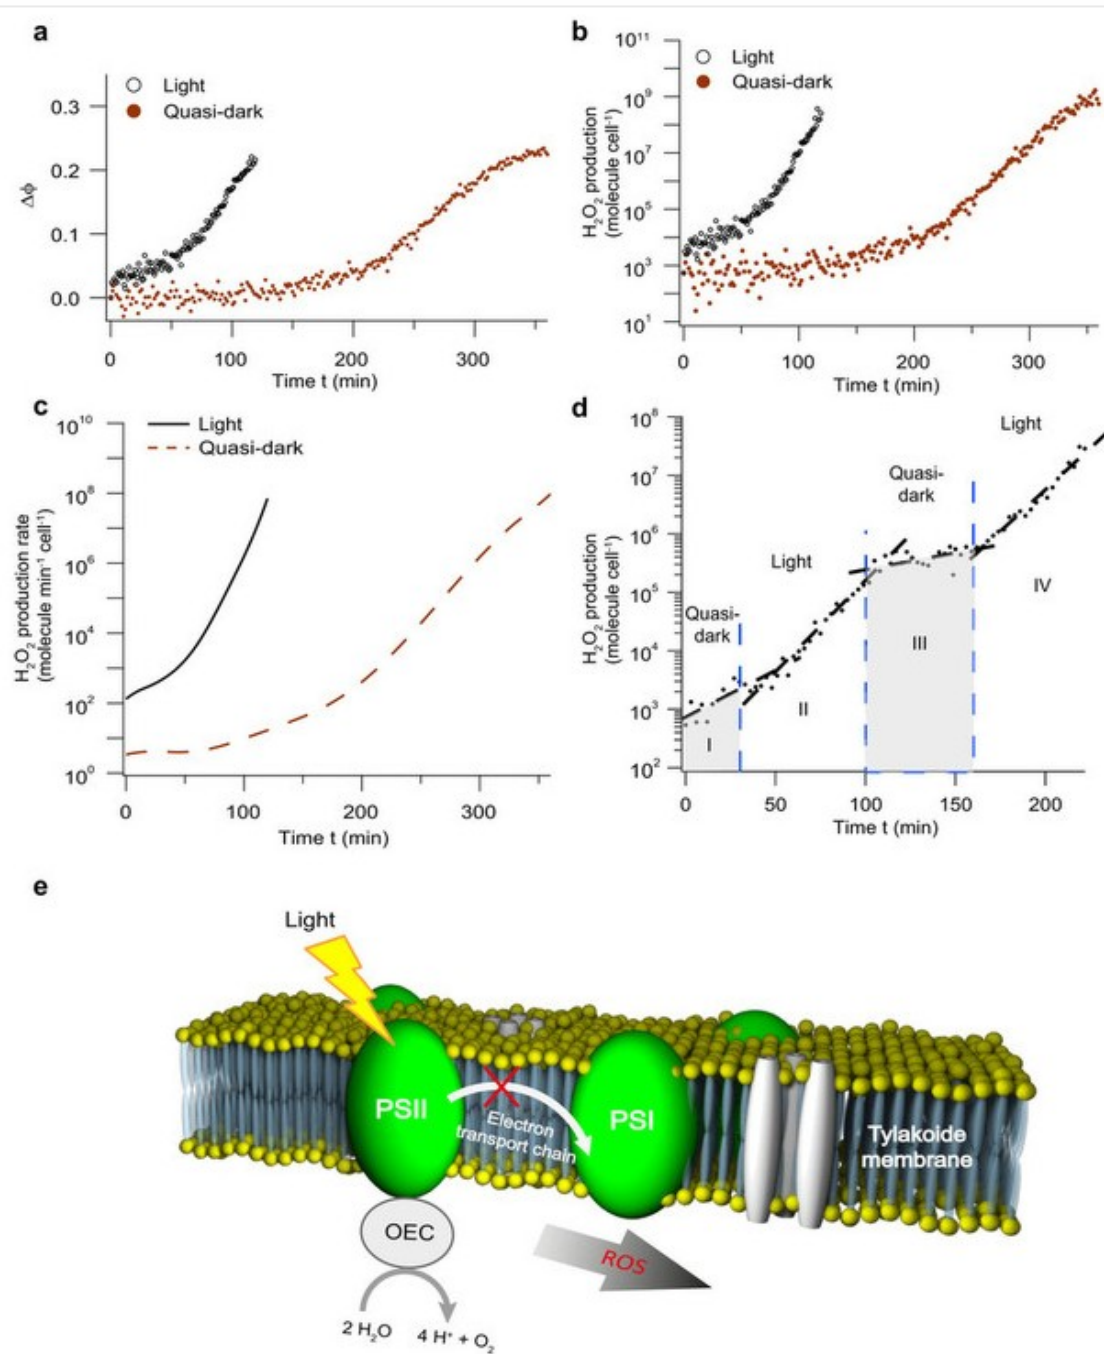 a
Light
Quasi-dark
0.3
0.2
0.1
0.0
Δϕ
0 100 200 300
Time t (min)
b
Light
Quasi-dark
10¹¹
10⁹
10⁷
10⁵
10³
10¹
H₂O₂ production
(molecule cell⁻¹)
0 100 200 300
Time t (min)
c
Light
Quasi-dark
10¹⁰
10⁸
10⁶
10⁴
10²
10⁰
H₂O₂ production rate
(molecule min⁻¹ cell⁻¹)
0 100 200 300
Time t (min)
d
Light
Quasi-
dark
Light
Quasi-
dark
I
II
III
IV
10⁸
10⁷
10⁶
10⁵
10⁴
10³
10²
H₂O₂ production
(molecule cell⁻¹)
0 50 100 150 200
Time t (min)
e
Light
PSII
PSI
Electron
transport chain
Tylakoide
membrane
OEC
ROS
2 H₂O 4 H⁺ + O₂